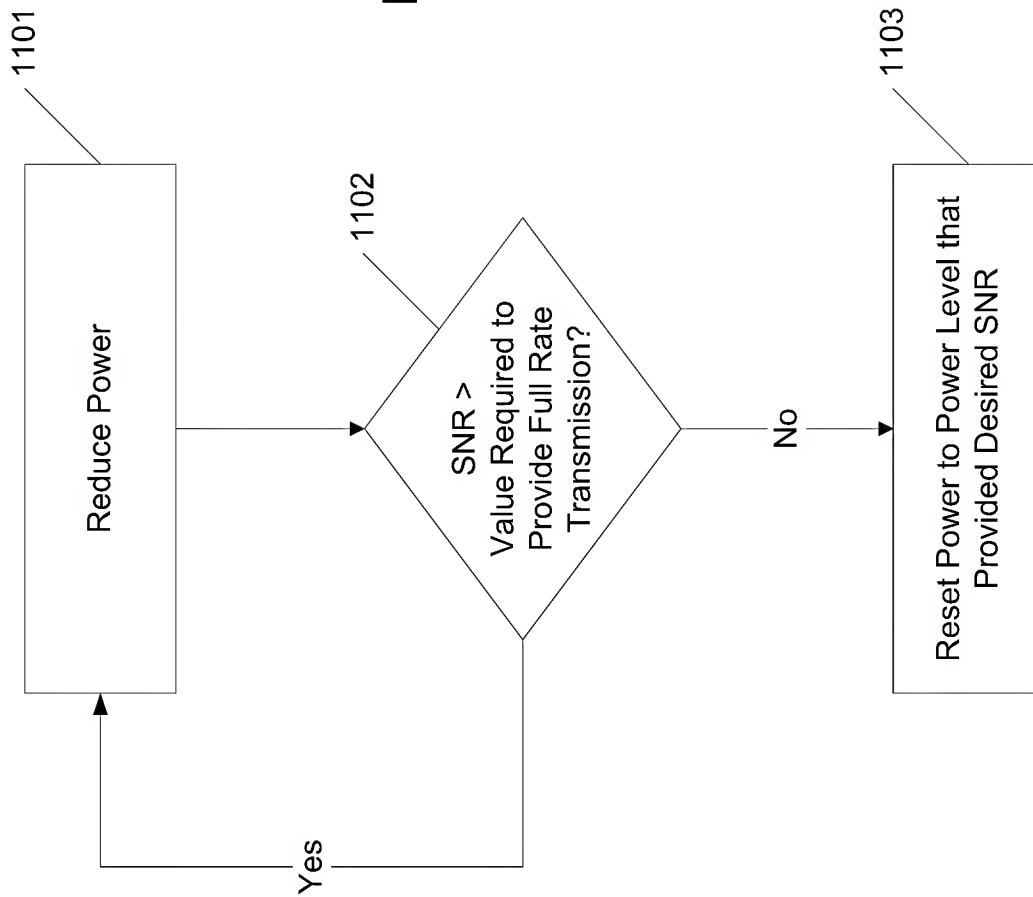 1101
Reduce Power
1102
SNR >
Value Required to
Provide Full Rate
Transmission?
Yes
No
1103
Reset Power to Power Level that
Provided Desired SNR